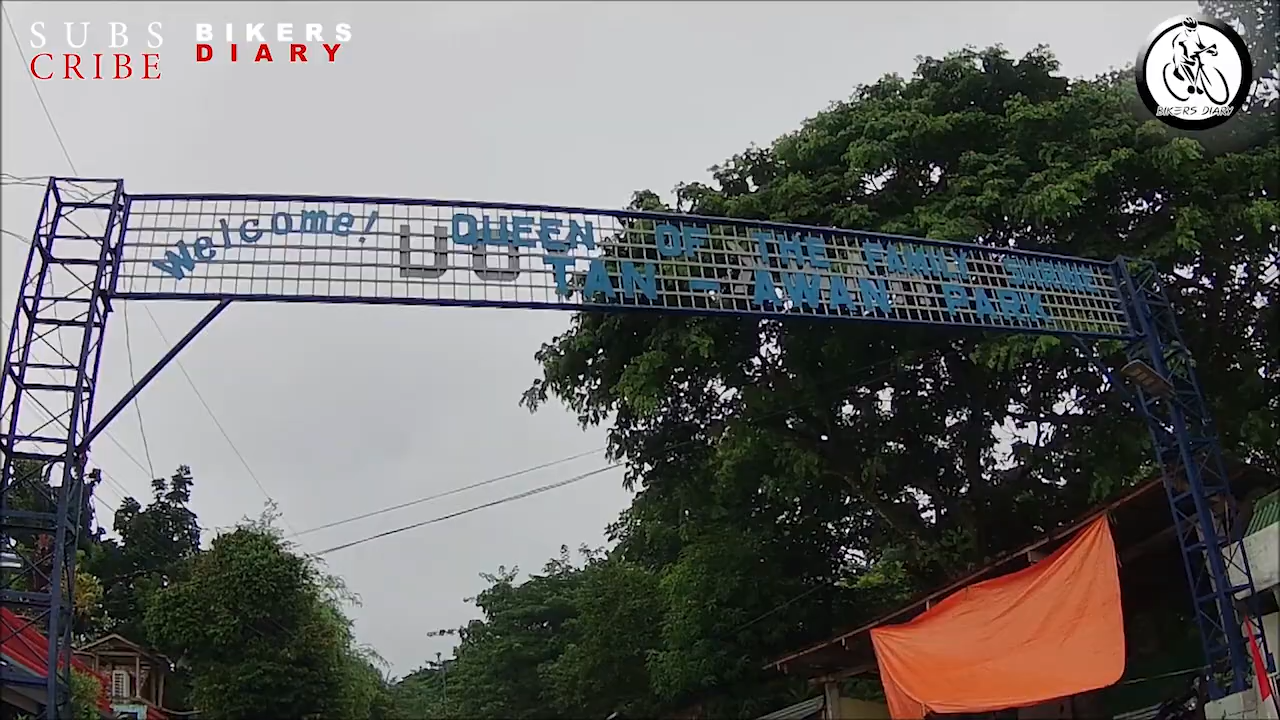 SUBS
CRIBE
BIKERS
DIARY
BIKERS DIARY
Welcome!
QUEEN OF THE FAMILY SHRINE
TAN - AWAN PARK